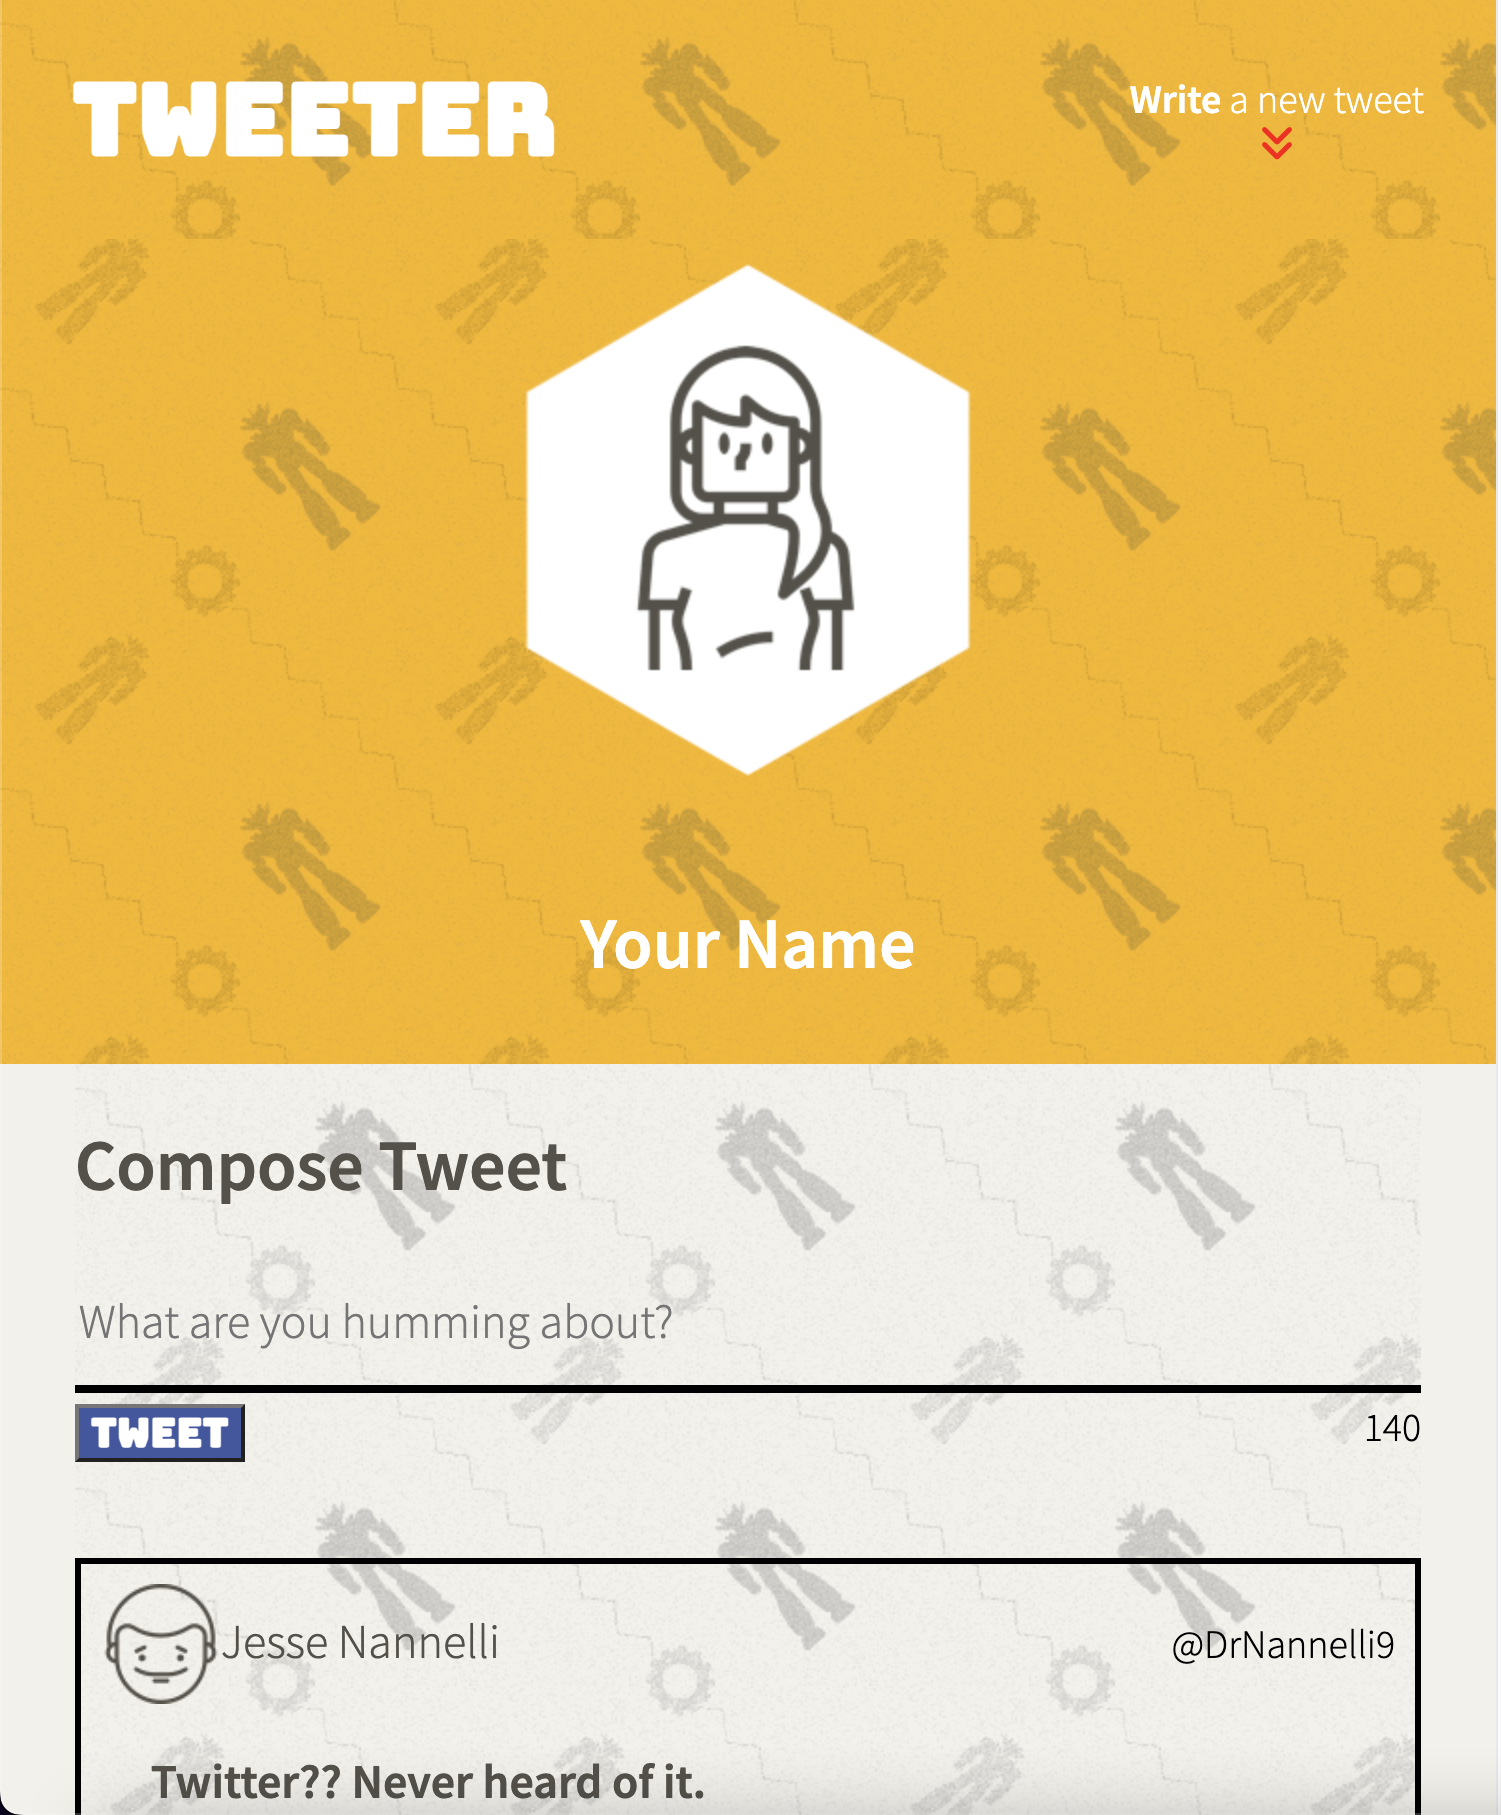 TWEETER
Write a new tweet
Your Name
Compose Tweet
What are you humming about?
TWEET
140
Jesse Nannelli
@DrNannelli9
Twitter?? Never heard of it.